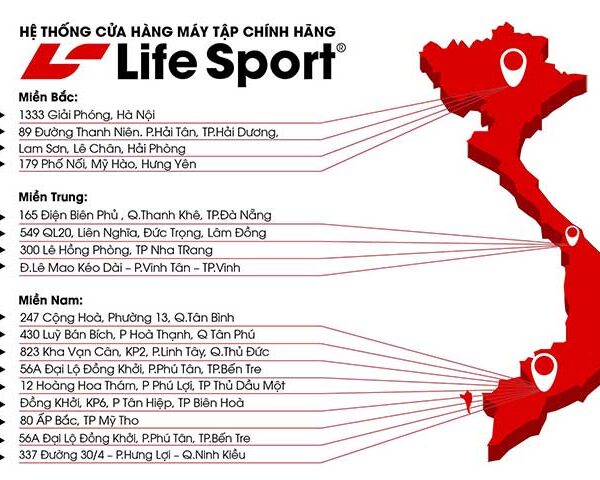 HỆ THỐNG CỬA HÀNG MÁY TẬP CHÍNH HÃNG
LS Life Sport®
Miền Bắc:
1333 Giải Phóng, Hà Nội
89 Đường Thanh Niên. P.Hải Tân, TP.Hải Dương,
Lam Sơn, Lê Chân, Hải Phòng
179 Phố Nối, Mỹ Hào, Hưng Yên
Miền Trung:
165 Điện Biên Phủ , Q.Thanh Khê, TP.Đà Nẵng
549 QL20, Liên Nghĩa, Đức Trọng, Lâm Đồng
300 Lê Hồng Phòng, TP Nha TRang
Đ.Lê Mao Kéo Dài – P.Vinh Tân – TP.Vinh
Miền Nam:
247 Cộng Hoà, Phường 13, Q.Tân Bình
430 Luỹ Bán Bích, P Hoà Thạnh, Q Tân Phú
823 Kha Vạn Cân, KP2, P.Linh Tây, Q.Thủ Đức
56A Đại Lộ Đồng Khởi, P.Phú Tân, TP.Bến Tre
12 Hoàng Hoa Thám, P Phú Lợi, TP Thủ Dầu Một
Đồng KHởi, KP6, P Tân Hiệp, TP Biên Hoà
80 ẤP Bắc, TP Mỹ Tho
56A Đại Lộ Đồng Khởi, P.Phú Tân, TP.Bến Tre
337 Đường 30/4 – P.Hưng Lợi – Q.Ninh Kiều